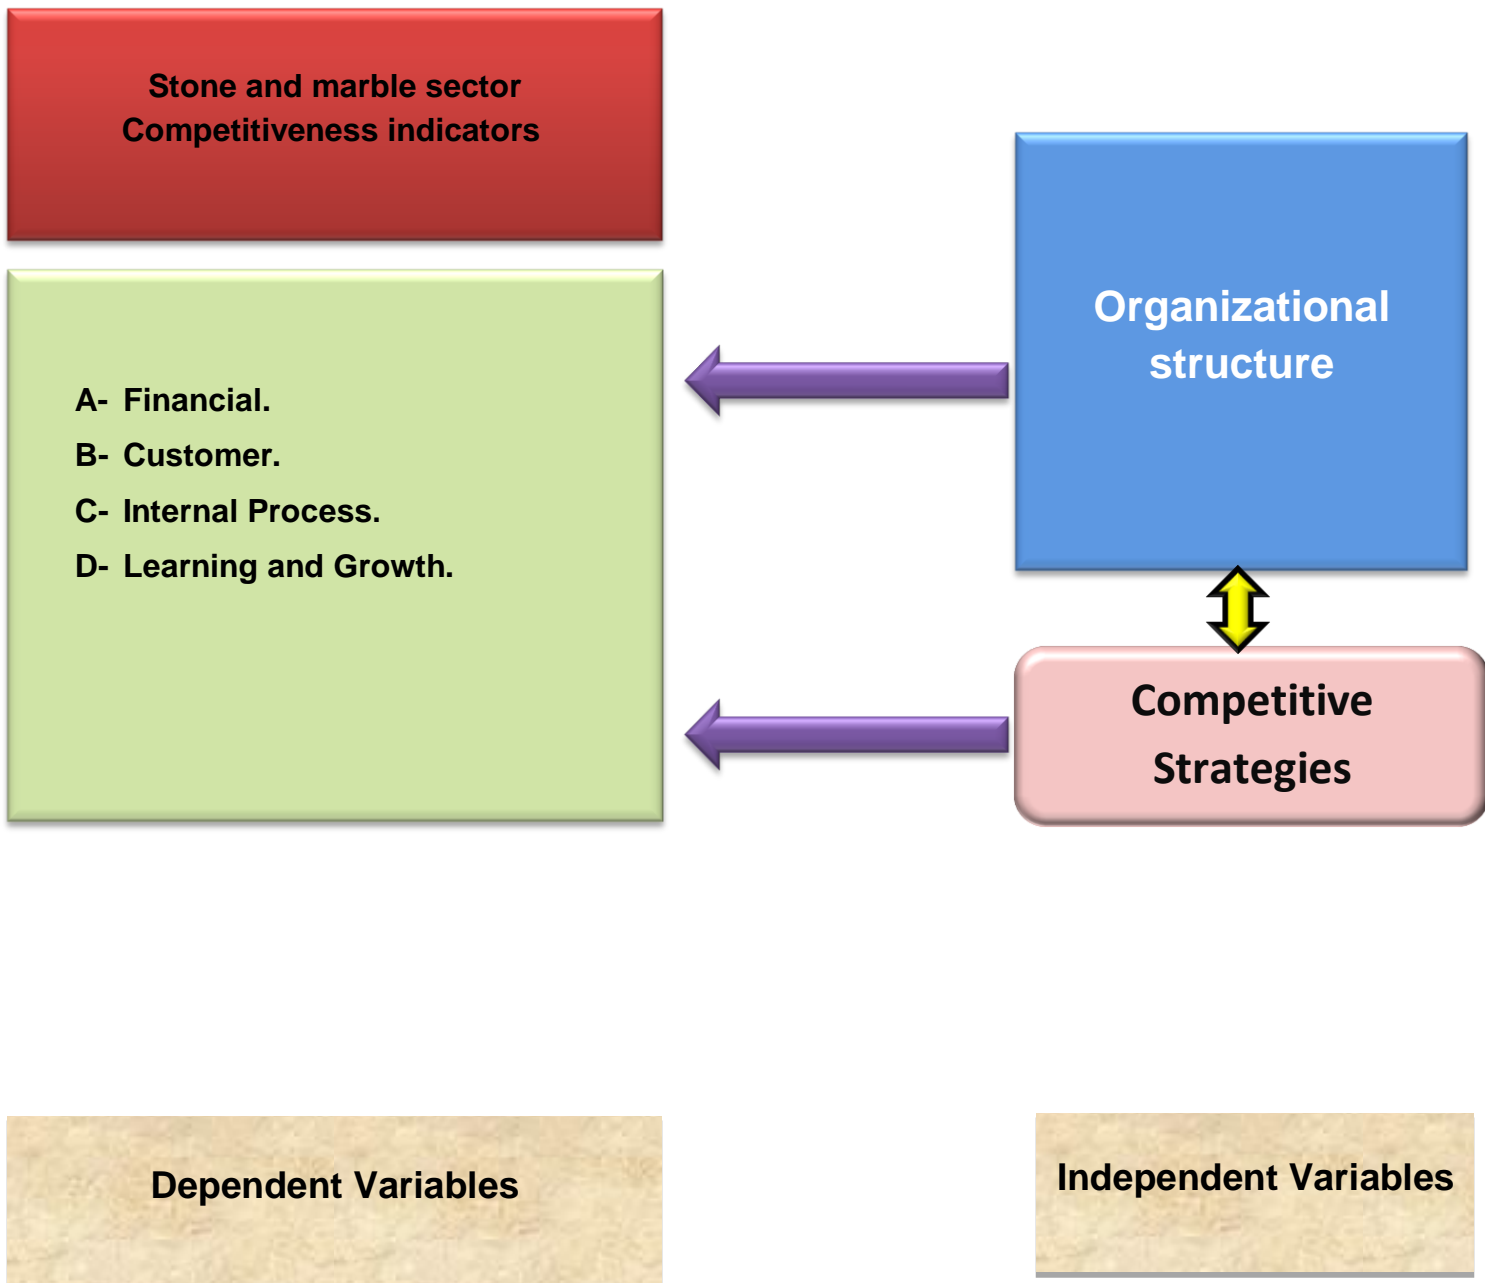 Stone and marble sector
Competitiveness indicators
A- Financial.
B- Customer.
C- Internal Process.
D- Learning and Growth.
Organizational
structure
Competitive
Strategies
Dependent Variables
Independent Variables